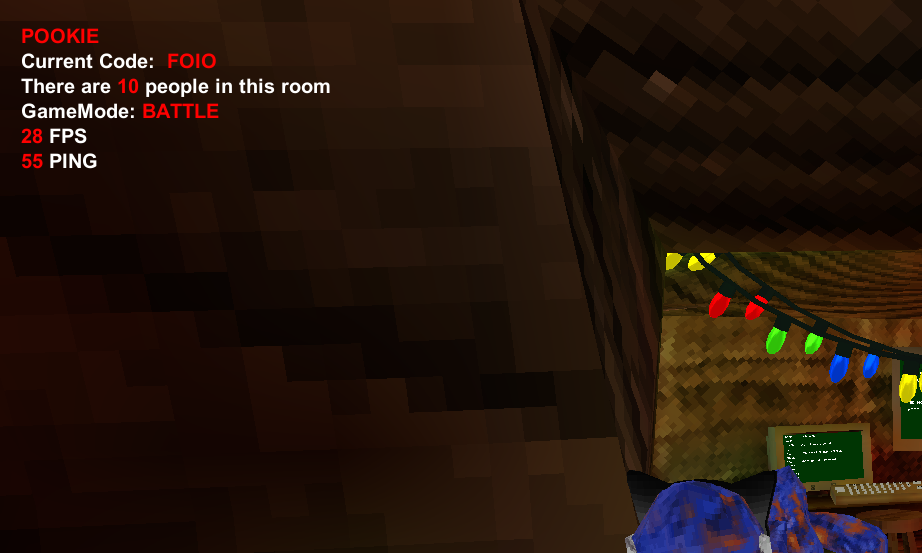 POOKIE
Current Code: FOIO
There are 10 people in this room
GameMode: BATTLE
28 FPS
55 PING